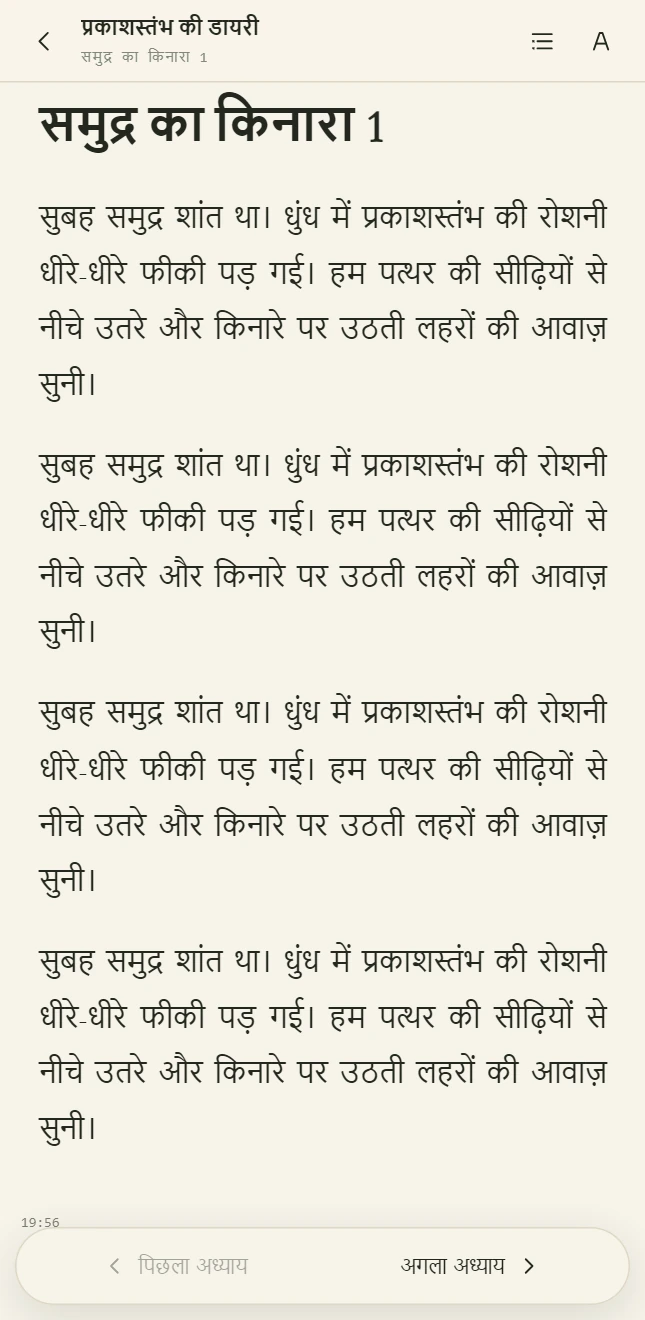 प्रकाशस्तंभ की डायरी
समुद्र का किनारा 1
समुद्र का किनारा 1
सुबह समुद्र शांत था। धुंध में प्रकाशस्तंभ की रोशनी
धीरे-धीरे फीकी पड़ गई। हम पत्थर की सीढ़ियों से
नीचे उतरे और किनारे पर उठती लहरों की आवाज़
सुनी।
सुबह समुद्र शांत था। धुंध में प्रकाशस्तंभ की रोशनी
धीरे-धीरे फीकी पड़ गई। हम पत्थर की सीढ़ियों से
नीचे उतरे और किनारे पर उठती लहरों की आवाज़
सुनी।
सुबह समुद्र शांत था। धुंध में प्रकाशस्तंभ की रोशनी
धीरे-धीरे फीकी पड़ गई। हम पत्थर की सीढ़ियों से
नीचे उतरे और किनारे पर उठती लहरों की आवाज़
सुनी।
सुबह समुद्र शांत था। धुंध में प्रकाशस्तंभ की रोशनी
धीरे-धीरे फीकी पड़ गई। हम पत्थर की सीढ़ियों से
नीचे उतरे और किनारे पर उठती लहरों की आवाज़
सुनी।
19:56
पिछला अध्याय अगला अध्याय